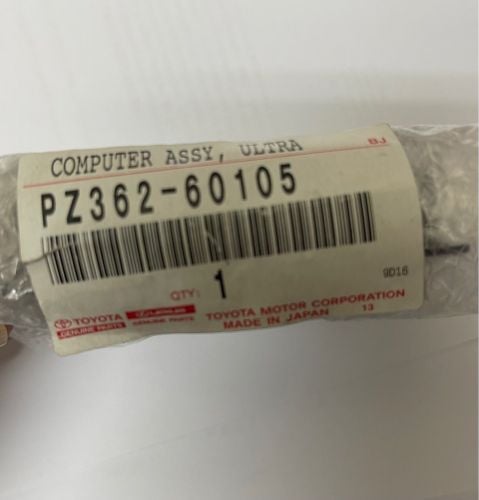 COMPUTER ASSY, ULTRA
BJ
PZ362-60105
QTY: 1
9D16
TOYOTA LEXUS
GENUINE PARTS GENUINE PARTS
TOYOTA MOTOR CORPORATION
MADE IN JAPAN 13